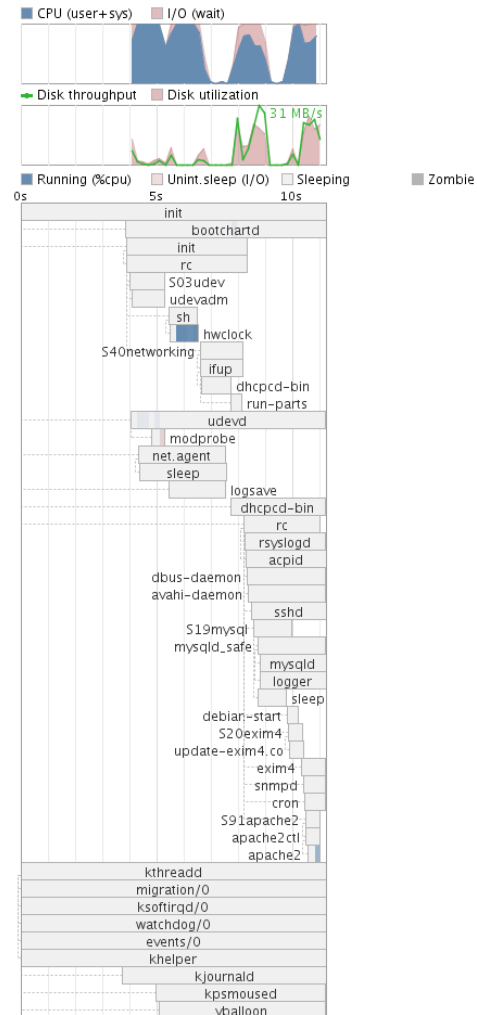 CPU (user+sys) I/O (wait)
Disk throughput Disk utilization
31 MB/s
Running (%cpu) Unint.sleep (I/O) Sleeping Zombie
0s 5s 10s
init
bootchartd
init
rc
S03udev
udevadm
sh
hwclock
S40networking
ifup
dhcpcd-bin
run-parts
udevd
modprobe
net.agent
sleep
logsave
dhcpcd-bin
rc
rsyslogd
acpid
dbus-daemon
avahi-daemon
sshd
S19mysql
mysqld_safe
mysqld
logger
sleep
debian-start
S20exim4
update-exim4.co
exim4
snmpd
cron
S91apache2
apache2ctl
apache2
kthreadd
migration/0
ksoftirqd/0
watchdog/0
events/0
khelper
kjournald
kpsmoused
vballoon